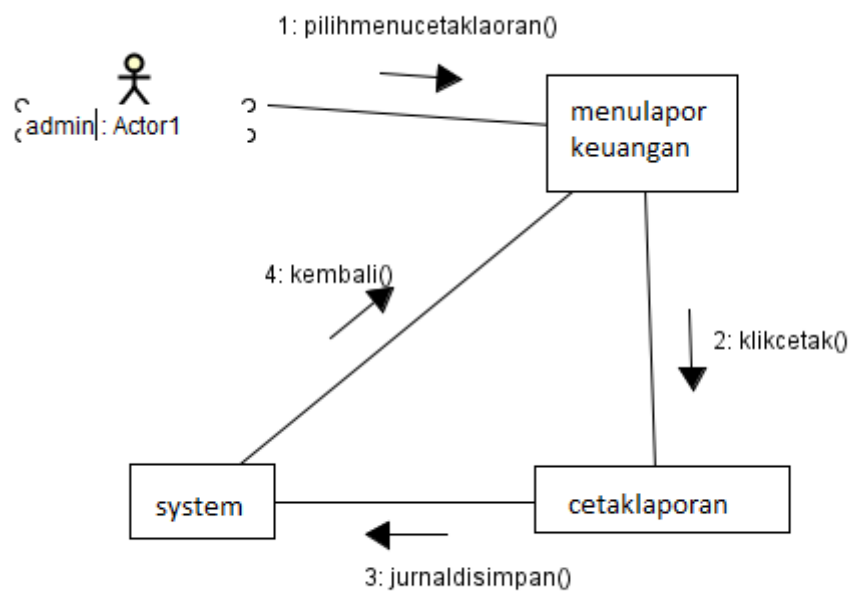 1: pilihmenucetaklaoran()
admin : Actor1
menulapor
keuangan
4: kembali()
2: klikcetak()
system
cetaklaporan
3: jurnaldisimpan()